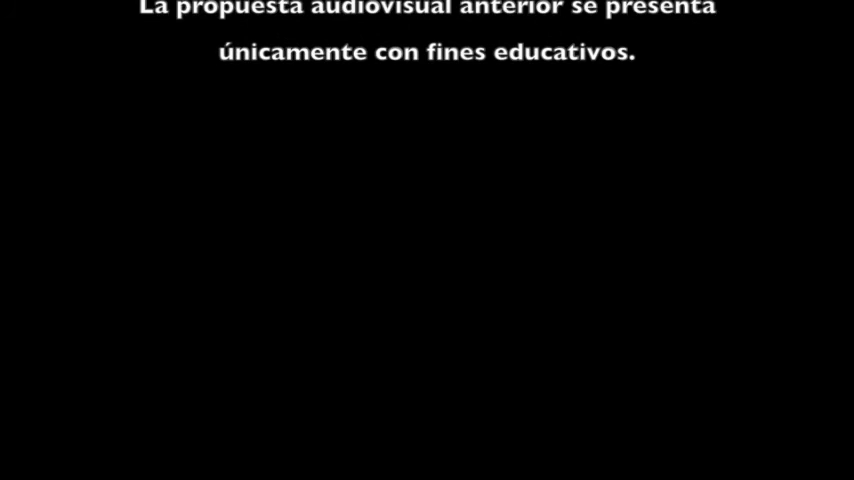 La propuesta audiovisual anterior se presenta
únicamente con fines educativos.